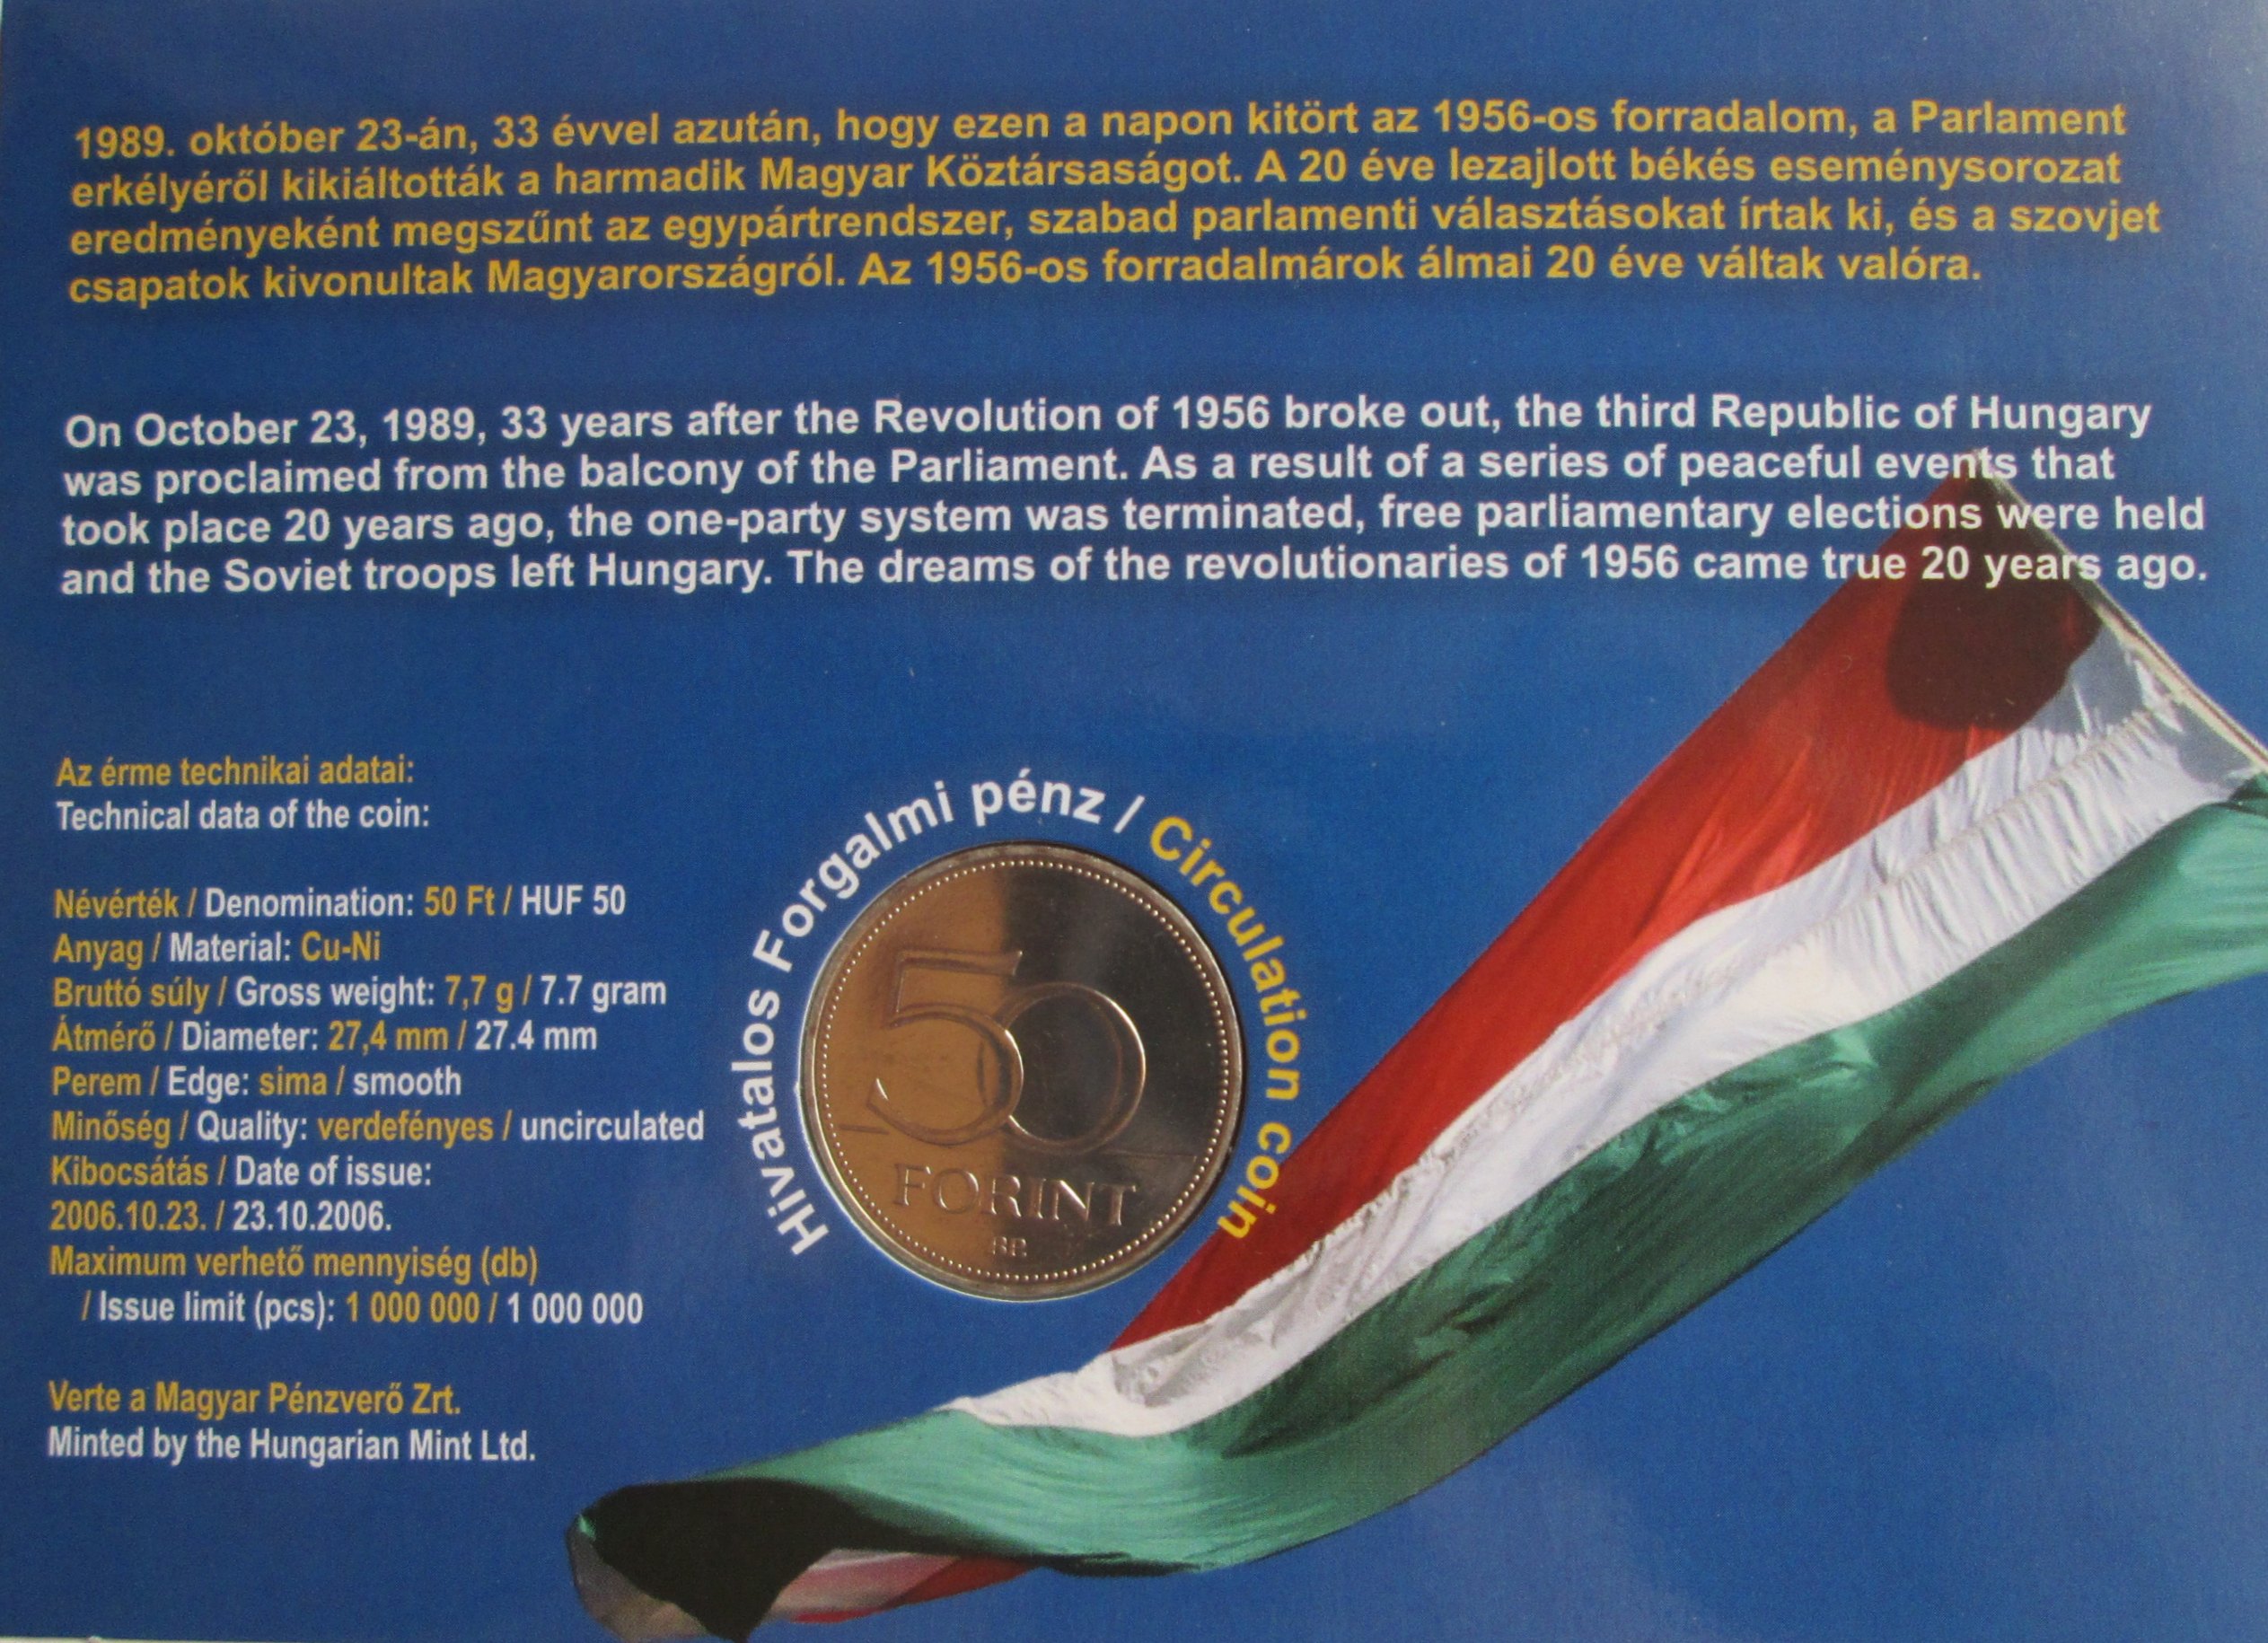 1989. október 23-án, 33 évvel azután, hogy ezen a napon kitört az 1956-os forradalom, a Parlament
erkélyéről kikiáltották a harmadik Magyar Köztársaságot. A 20 éve lezajlott békés eseménysorozat
eredményeként megszűnt az egypártrendszer, szabad parlamenti választásokat írtak ki, és a szovjet
csapatok kivonultak Magyarországról. Az 1956-os forradalmárok álmai 20 éve váltak valóra.
On October 23, 1989, 33 years after the Revolution of 1956 broke out, the third Republic of Hungary
was proclaimed from the balcony of the Parliament. As a result of a series of peaceful events that
took place 20 years ago, the one-party system was terminated, free parliamentary elections were held
and the Soviet troops left Hungary. The dreams of the revolutionaries of 1956 came true 20 years ago.
Az érme technikai adatai:
Technical data of the coin:
Névérték / Denomination: 50 Ft / HUF 50
Anyag / Material: Cu-Ni
Bruttó súly / Gross weight: 7,7 g / 7.7 gram
Átmérő / Diameter: 27,4 mm / 27.4 mm
Perem / Edge: sima / smooth
Minőség / Quality: verdefényes / uncirculated
Kibocsátás / Date of issue:
2006.10.23. / 23.10.2006.
Maximum verhető mennyiség (db)
/ Issue limit (pcs): 1 000 000 / 1 000 000
Verte a Magyar Pénzverő Zrt.
Minted by the Hungarian Mint Ltd.
Hivatalos Forgalmi pénz / Circulation coin
50
FORINT
BP.